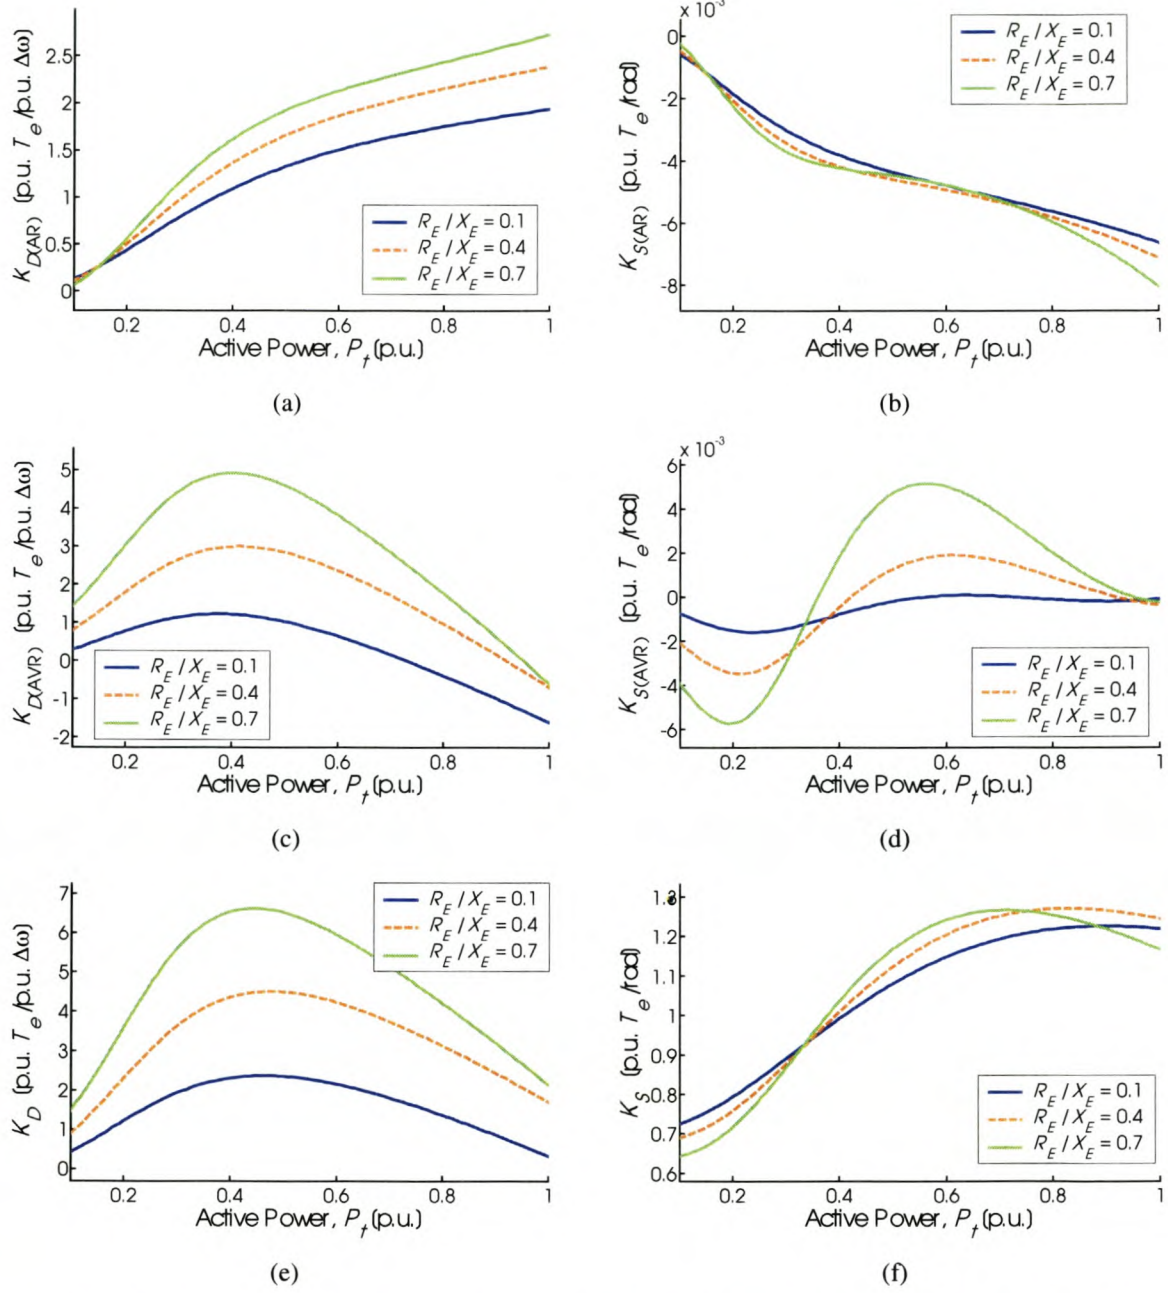 K_D(AR) (p.u. T_e/p.u. Δω)
2.5
2
1.5
1
0.5
0
R_E / X_E = 0.1
R_E / X_E = 0.4
R_E / X_E = 0.7
0.2 0.4 0.6 0.8 1
Active Power, P_t (p.u.)
(a)
x 10^-3
K_S(AR) (p.u. T_e/rad)
0
-2
-4
-6
-8
R_E / X_E = 0.1
R_E / X_E = 0.4
R_E / X_E = 0.7
0.2 0.4 0.6 0.8 1
Active Power, P_t (p.u.)
(b)
K_D(AVR) (p.u. T_e/p.u. Δω)
5
4
3
2
1
0
-1
-2
R_E / X_E = 0.1
R_E / X_E = 0.4
R_E / X_E = 0.7
0.2 0.4 0.6 0.8 1
Active Power, P_t (p.u.)
(c)
x 10^-3
K_S(AVR) (p.u. T_e/rad)
6
4
2
0
-2
-4
-6
R_E / X_E = 0.1
R_E / X_E = 0.4
R_E / X_E = 0.7
0.2 0.4 0.6 0.8 1
Active Power, P_t (p.u.)
(d)
K_D (p.u. T_e/p.u. Δω)
7
6
5
4
3
2
1
0
R_E / X_E = 0.1
R_E / X_E = 0.4
R_E / X_E = 0.7
0.2 0.4 0.6 0.8 1
Active Power, P_t (p.u.)
(e)
K_S (p.u. T_e/rad)
1.3
1.2
1.1
1
0.9
0.8
0.7
0.6
R_E / X_E = 0.1
R_E / X_E = 0.4
R_E / X_E = 0.7
0.2 0.4 0.6 0.8 1
Active Power, P_t (p.u.)
(f)